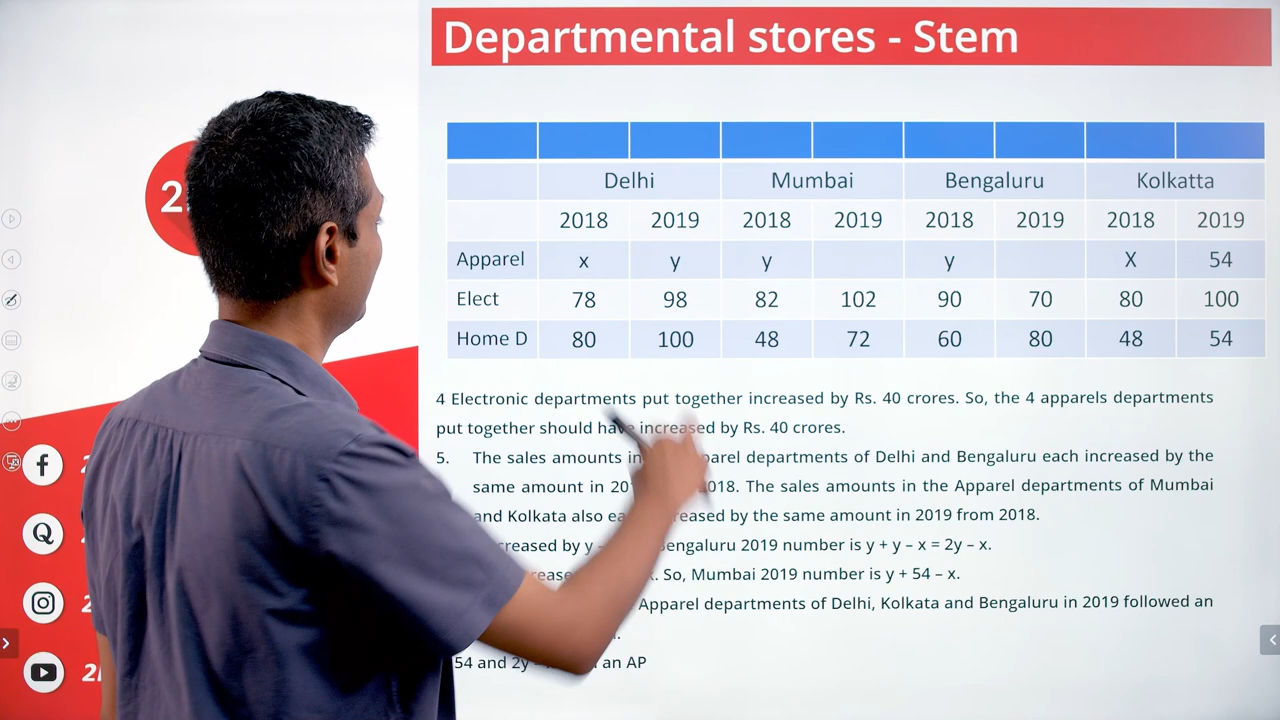 Departmental stores - Stem
2
Delhi Mumbai Bengaluru Kolkatta
2018 2019 2018 2019 2018 2019 2018 2019
Apparel x y y y X 54
Elect 78 98 82 102 90 70 80 100
Home D 80 100 48 72 60 80 48 54
4 Electronic departments put together increased by Rs. 40 crores. So, the 4 apparels departments
put together should have increased by Rs. 40 crores.
5. The sales amounts in departments of Delhi and Bengaluru each increased by the
same amount in 2018. The sales amounts in the Apparel departments of Mumbai
and Kolkata also increased by the same amount in 2019 from 2018.
increased by y Bengaluru 2019 number is y + y – x = 2y – x.
So, Mumbai 2019 number is y + 54 – x.
Apparel departments of Delhi, Kolkata and Bengaluru in 2019 followed an
54 and 2y an AP
f
Q